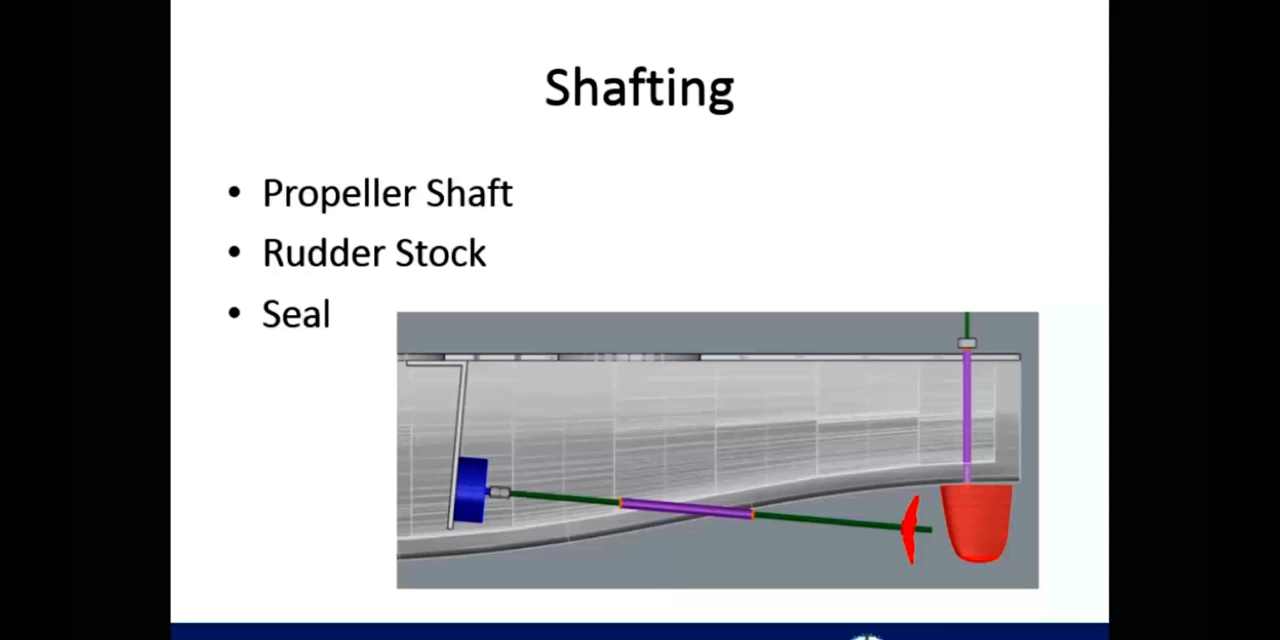 Shafting
• Propeller Shaft
• Rudder Stock
• Seal